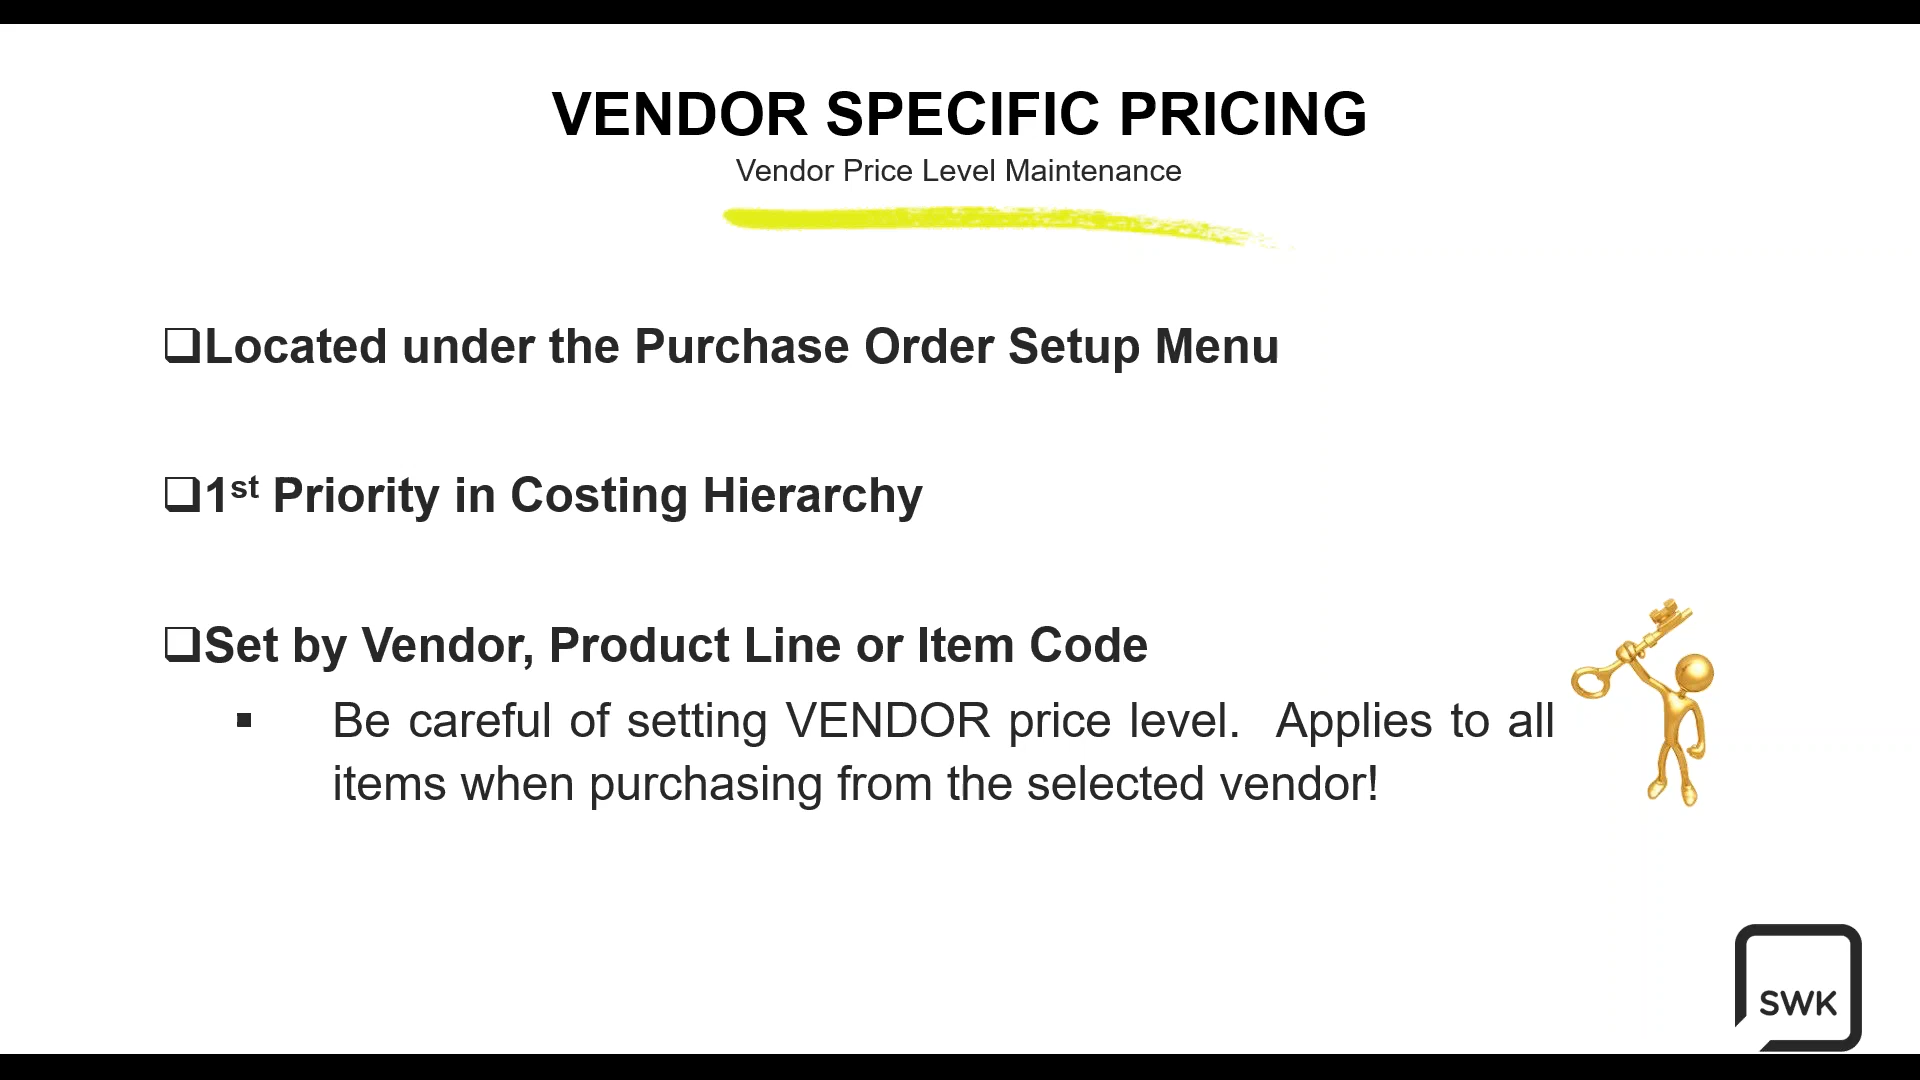 VENDOR SPECIFIC PRICING
Vendor Price Level Maintenance
❑Located under the Purchase Order Setup Menu
❑1st Priority in Costing Hierarchy
❑Set by Vendor, Product Line or Item Code
▪ Be careful of setting VENDOR price level.  Applies to all
items when purchasing from the selected vendor!
SWK